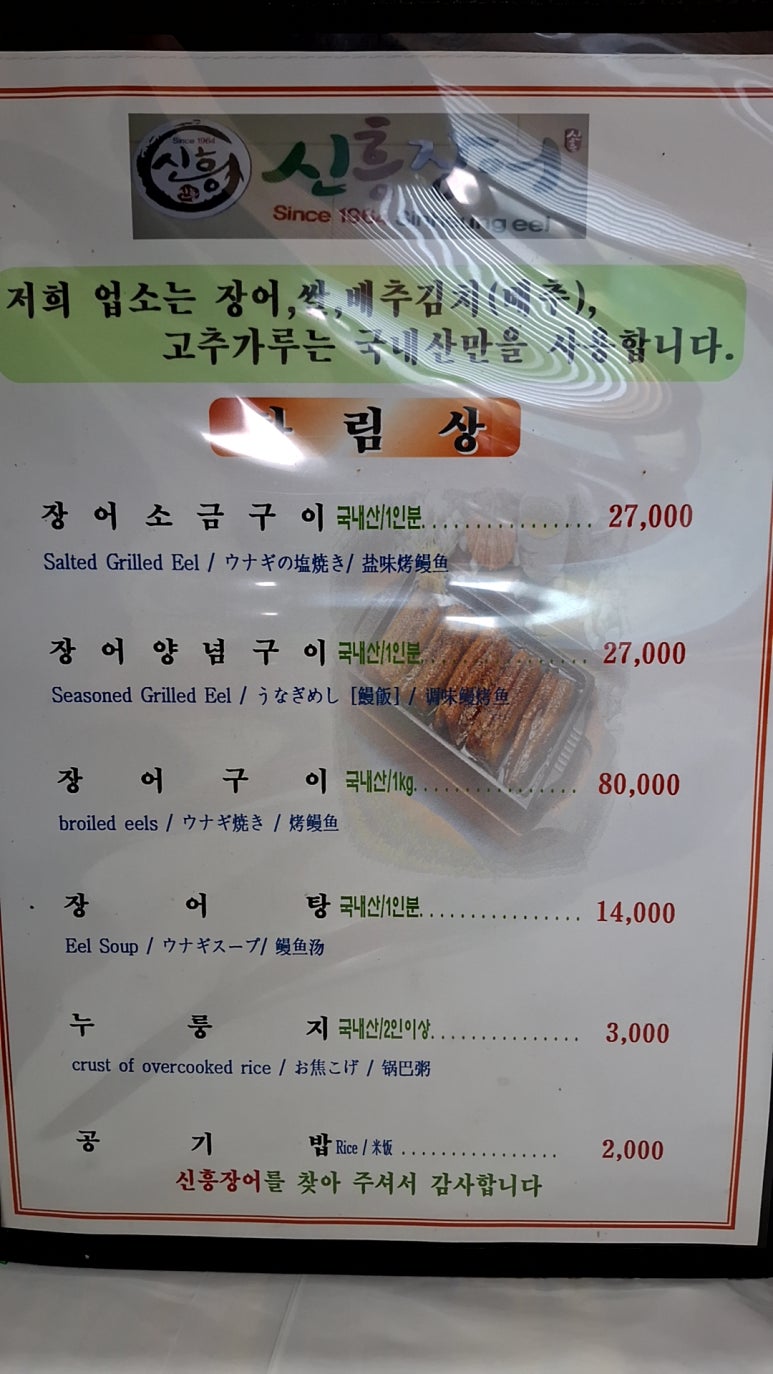 Since 1964
신흥
신흥장어
Since 1964 Sinheung eel
저희 업소는 장어,쌀,배추김치(배추),
고추가루는 국내산만을 사용합니다.
림 상
장 어 소 금 구 이 국내산/1인분................ 27,000
Salted Grilled Eel / ウナギの塩焼き/ 盐味烤鳗鱼
장 어 양 념 구 이 국내산/1인분................ 27,000
Seasoned Grilled Eel / うなぎめし [鰻飯] / 调味鳗烤鱼
장 어 구 이 국내산/1kg................ 80,000
broiled eels / ウナギ焼き / 烤鳗鱼
장 어 탕 국내산/1인분................ 14,000
Eel Soup / ウナギスープ/ 鳗鱼汤
누 룽 지 국내산/2인이상............... 3,000
crust of overcooked rice / お焦こげ / 锅巴粥
공 기 밥 Rice / 米饭 ................ 2,000
신흥장어를 찾아 주셔서 감사합니다